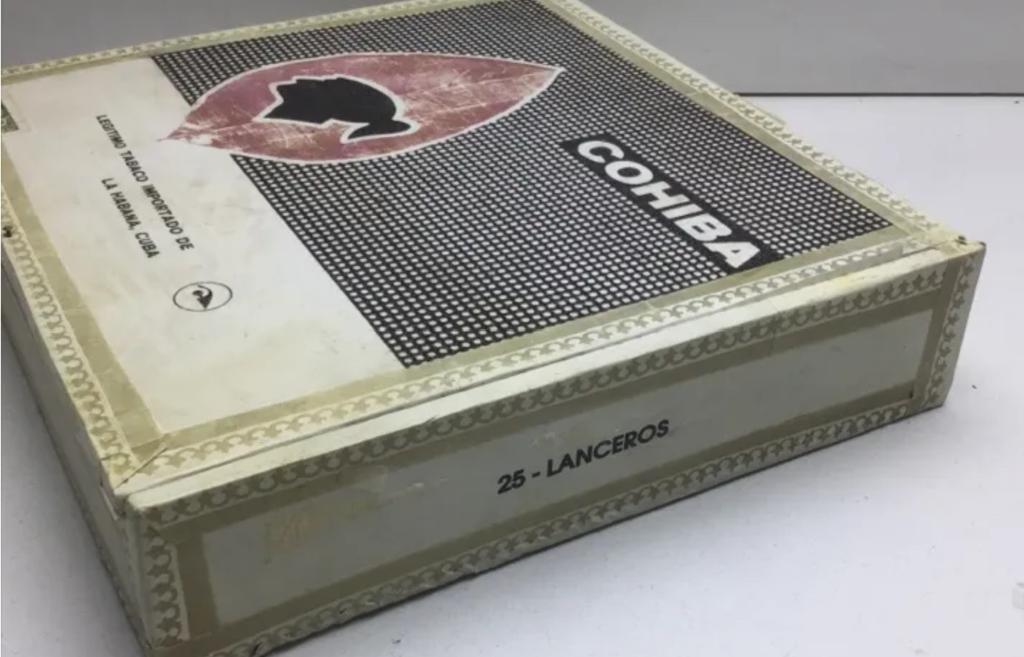 COHIBA
LEGITIMO TABACO IMPORTADO DE
LA HABANA, CUBA
25 - LANCEROS